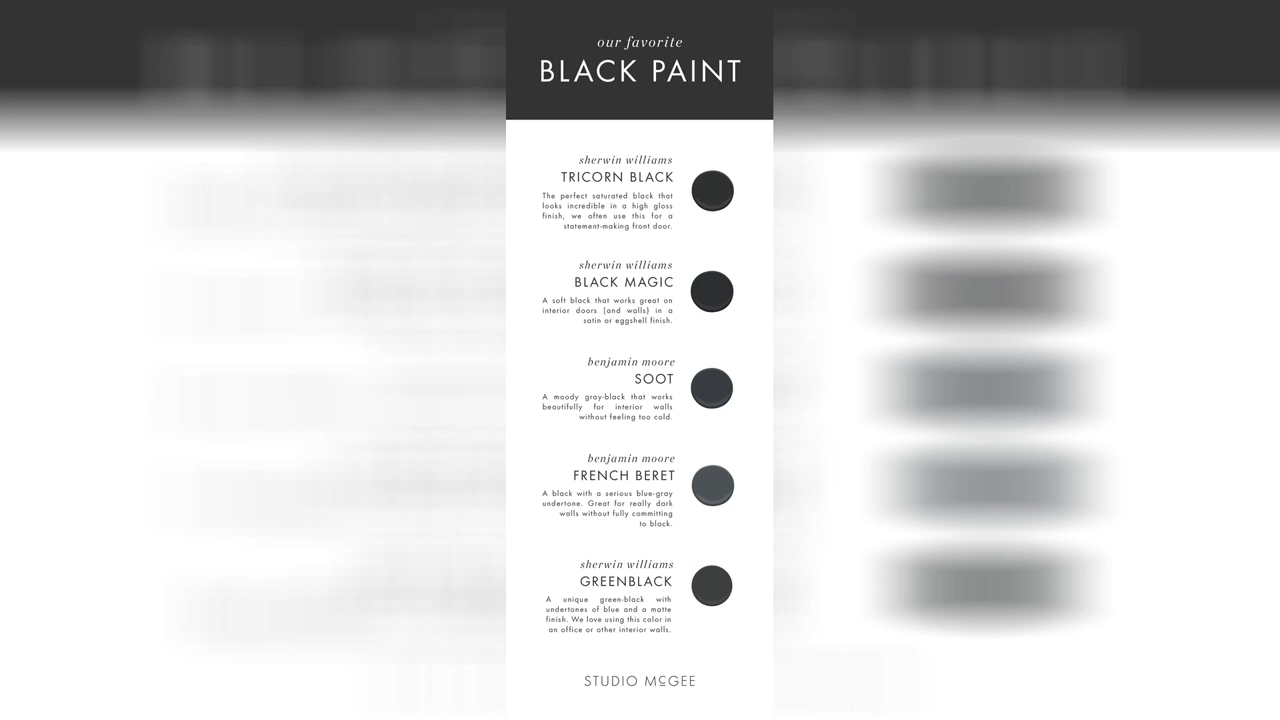 our favorite
BLACK PAINT
sherwin williams
TRICORN BLACK
The perfect saturated black that
looks incredible in a high gloss
finish, we often use this for a
statement-making front door.
sherwin williams
BLACK MAGIC
A soft black that works great on
interior doors (and walls) in a
satin or eggshell finish.
benjamin moore
SOOT
A moody gray-black that works
beautifully for interior walls
without feeling too cold.
benjamin moore
FRENCH BERET
A black with a serious blue-gray
undertone. Great for really dark
walls without fully committing
to black.
sherwin williams
GREENBLACK
A unique green-black with
undertones of blue and a matte
finish. We love using this color in
an office or other interior walls.
STUDIO McGEE